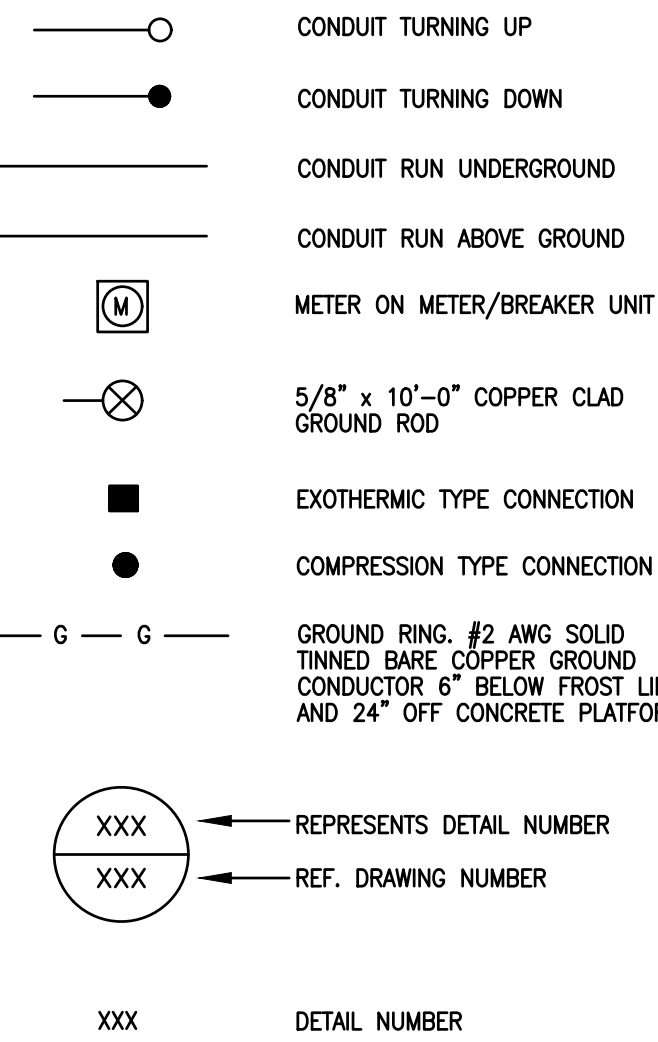 CONDUIT TURNING UP
CONDUIT TURNING DOWN
CONDUIT RUN UNDERGROUND
CONDUIT RUN ABOVE GROUND
M METER ON METER/BREAKER UNIT
5/8" x 10'-0" COPPER CLAD
GROUND ROD
EXOTHERMIC TYPE CONNECTION
COMPRESSION TYPE CONNECTION
G G GROUND RING. #2 AWG SOLID
TINNED BARE COPPER GROUND
CONDUCTOR 6" BELOW FROST
AND 24" OFF CONCRETE
XXX REPRESENTS DETAIL NUMBER
XXX REF. DRAWING NUMBER
XXX DETAIL NUMBER